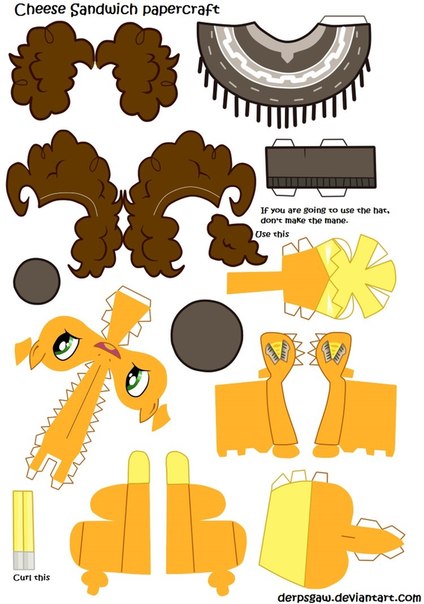 Cheese Sandwich papercraft
If you are going to use the hat,
don't make the mane.
Use this
Curl this
derpsgaw.deviantart.com